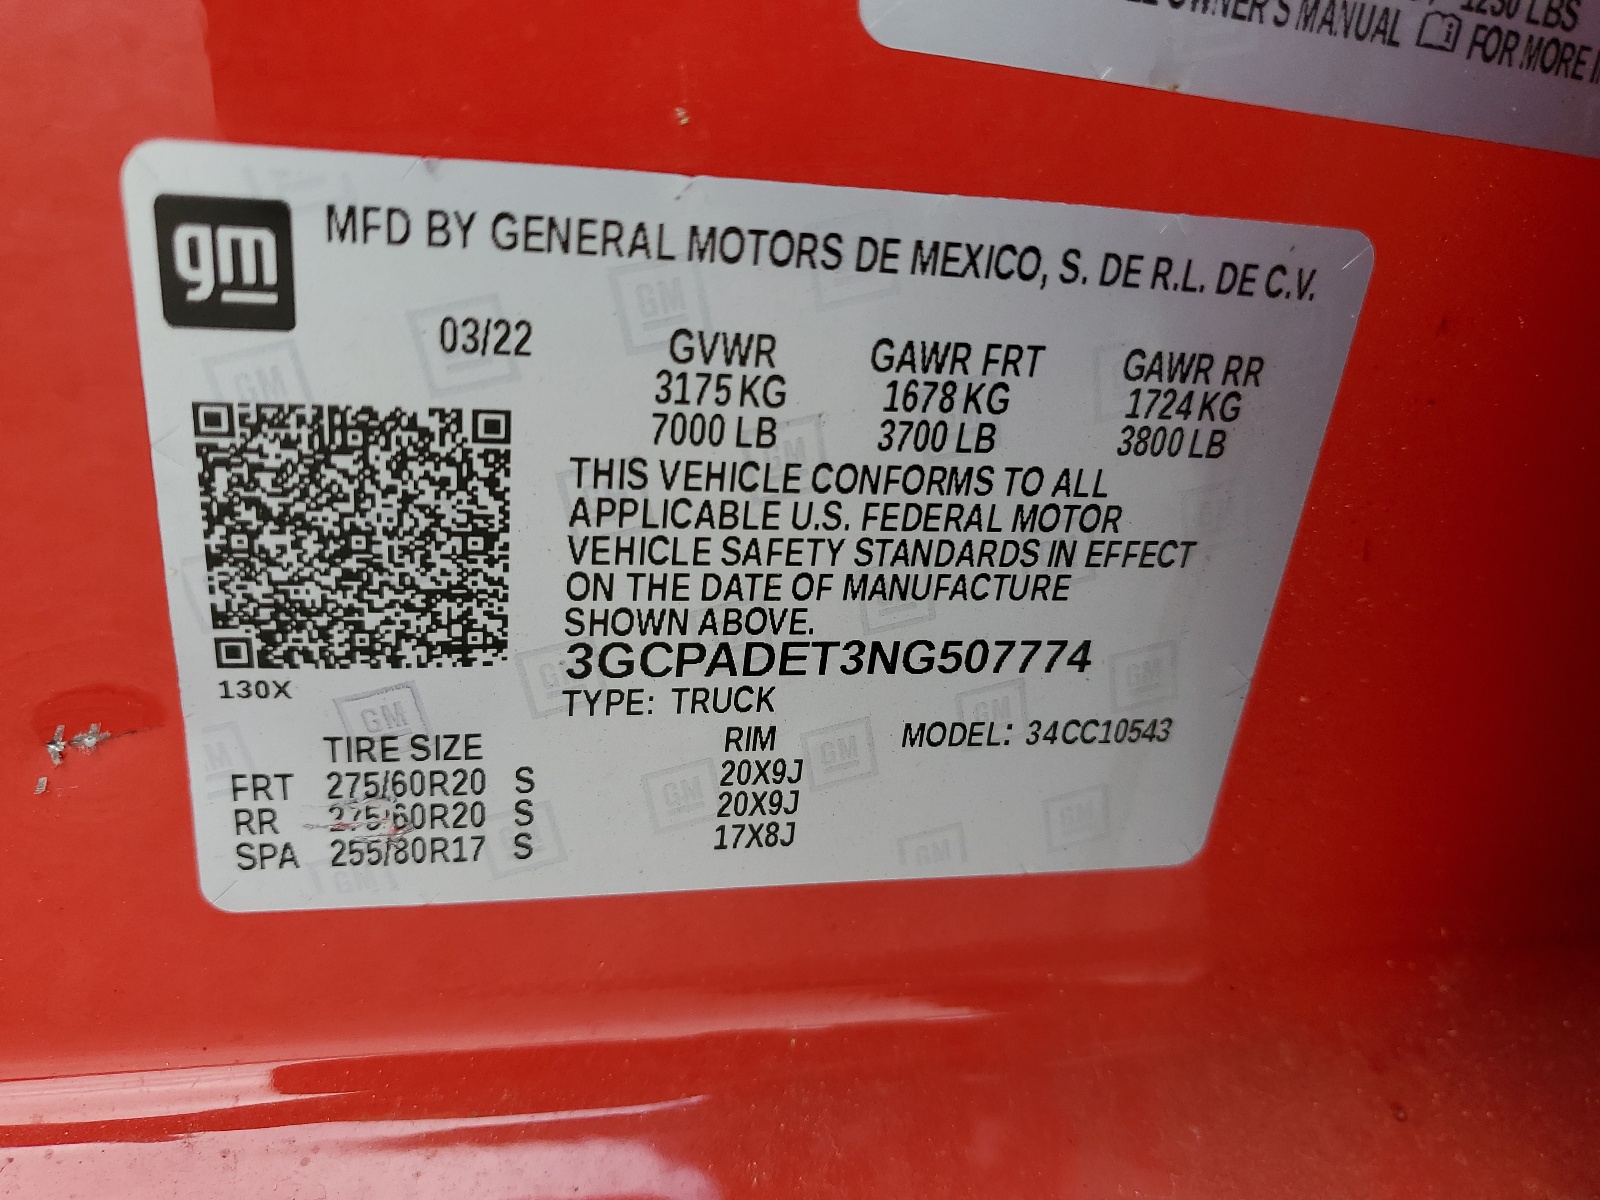 1230 LBS
OWNER'S MANUAL FOR MORE
gm
MFD BY GENERAL MOTORS DE MEXICO, S. DE R.L. DE C.V.
03/22
GVWR GAWR FRT GAWR RR
3175 KG 1678 KG 1724 KG
7000 LB 3700 LB 3800 LB
THIS VEHICLE CONFORMS TO ALL
APPLICABLE U.S. FEDERAL MOTOR
VEHICLE SAFETY STANDARDS IN EFFECT
ON THE DATE OF MANUFACTURE
SHOWN ABOVE.
3GCPADET3NG507774
130X
TYPE: TRUCK
TIRE SIZE RIM MODEL: 34CC10543
FRT 275/60R20 S 20X9J
RR 275/60R20 S 20X9J
SPA 255/80R17 S 17X8J